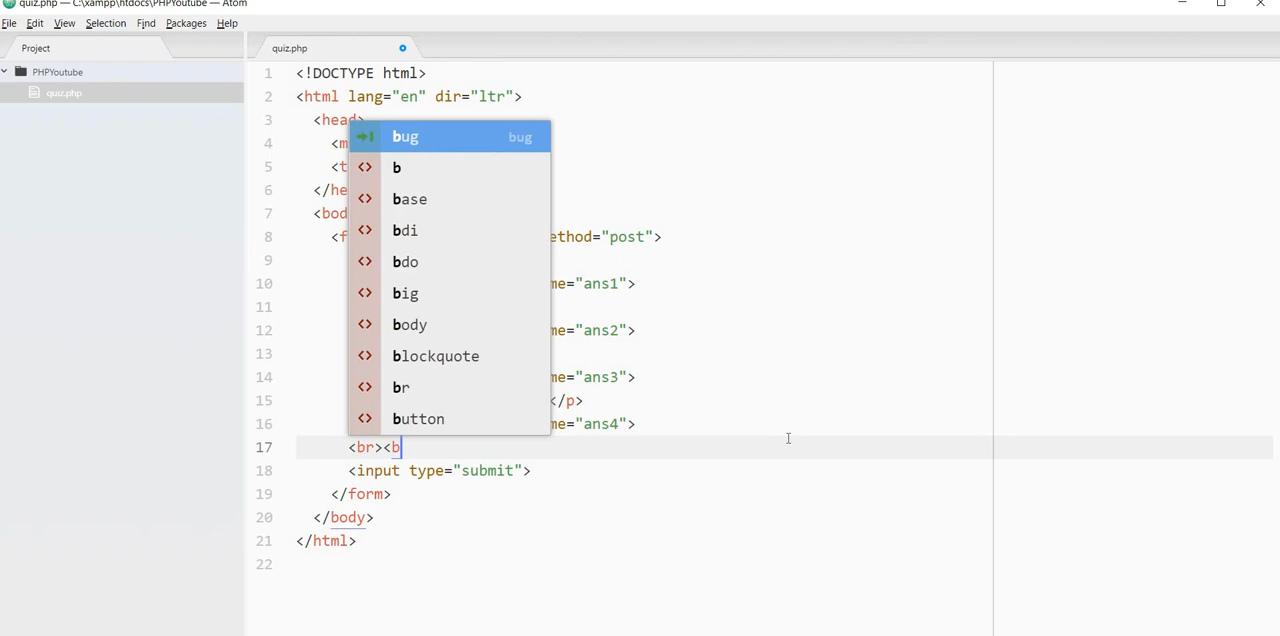 quiz.php — C:\xampp\htdocs\PHPYoutube — Atom
File Edit View Selection Find Packages Help
Project
quiz.php
PHPYoutube
quiz.php
1 <!DOCTYPE html>
2 <html lang="en" dir="ltr">
3 <head>
4 <m
5 <t
6 </he
7 <bod
8 <f ethod="post">
9
10 me="ans1">
11
12 me="ans2">
13
14 me="ans3">
15 </p>
16 me="ans4">
17 <br><b
18 <input type="submit">
19 </form>
20 </body>
21 </html>
22
bug bug
b
base
bdi
bdo
big
body
blockquote
br
button